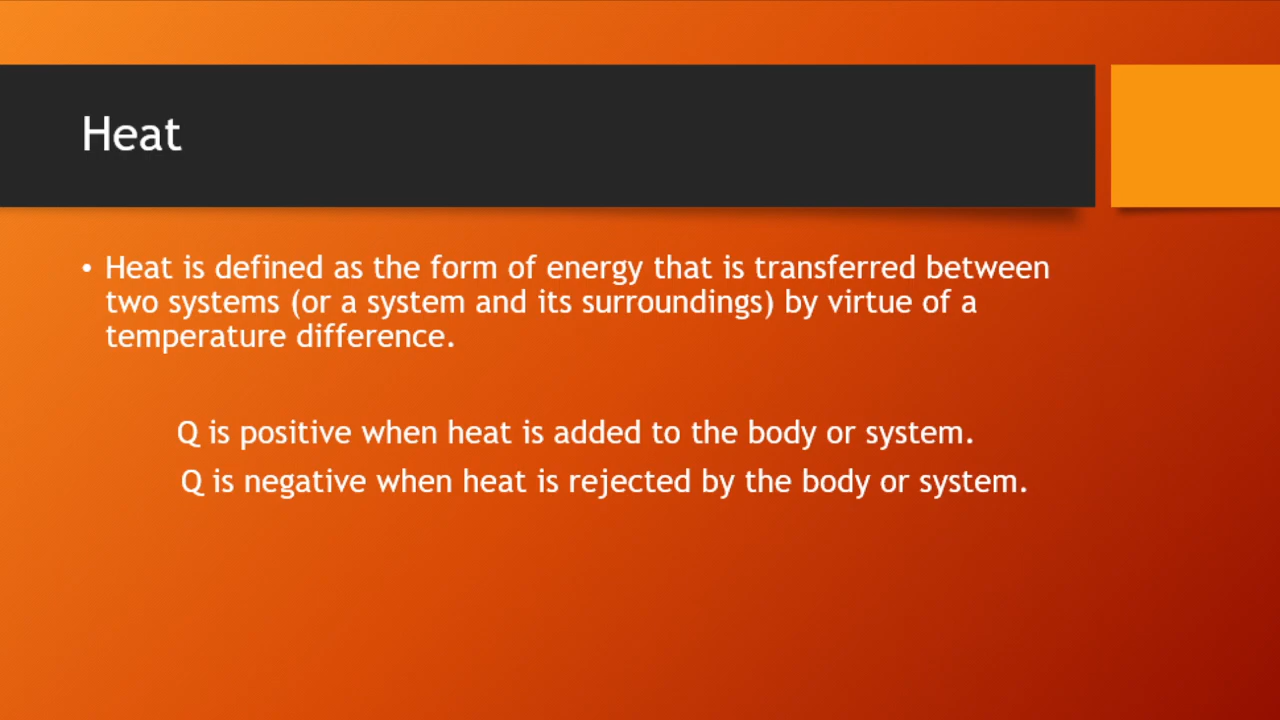 Heat
• Heat is defined as the form of energy that is transferred between
two systems (or a system and its surroundings) by virtue of a
temperature difference.
Q is positive when heat is added to the body or system.
Q is negative when heat is rejected by the body or system.